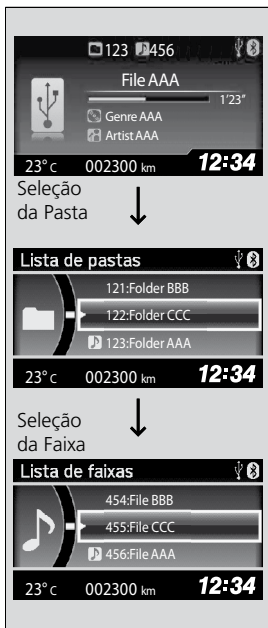 123 456
File AAA
1'23"
Genre AAA
Artist AAA
23°c 002300 km 12:34
Seleção
da Pasta
Lista de pastas
121:Folder BBB
122:Folder CCC
123:Folder AAA
23°c 002300 km 12:34
Seleção
da Faixa
Lista de faixas
454:File BBB
455:File CCC
456:File AAA
23°c 002300 km 12:34